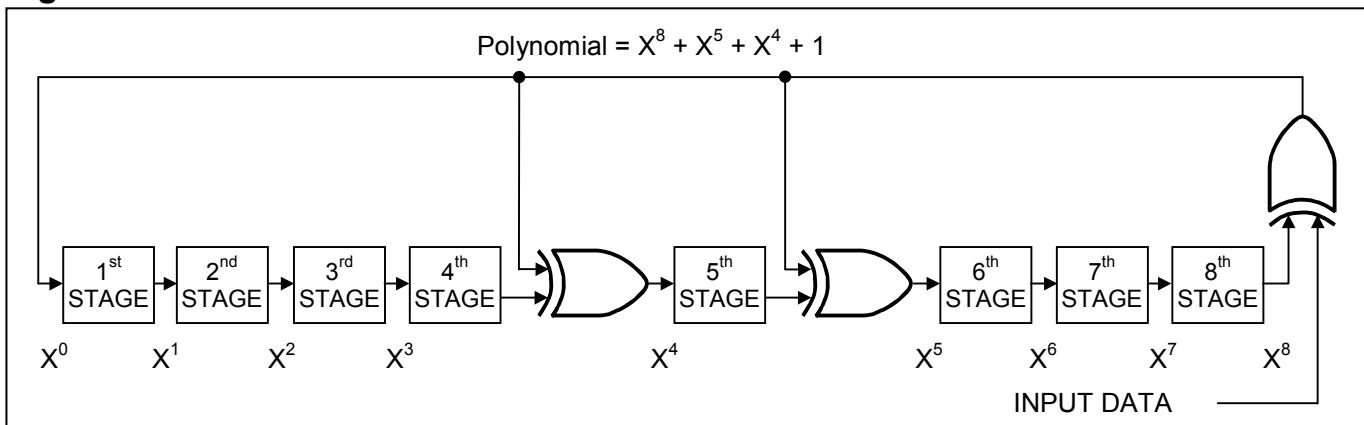 Polynomial = X⁸ + X⁵ + X⁴ + 1
1ˢᵗ STAGE
2ⁿᵈ STAGE
3ʳᵈ STAGE
4ᵗʰ STAGE
5ᵗʰ STAGE
6ᵗʰ STAGE
7ᵗʰ STAGE
8ᵗʰ STAGE
X⁰ X¹ X² X³ X⁴ X⁵ X⁶ X⁷ X⁸
INPUT DATA